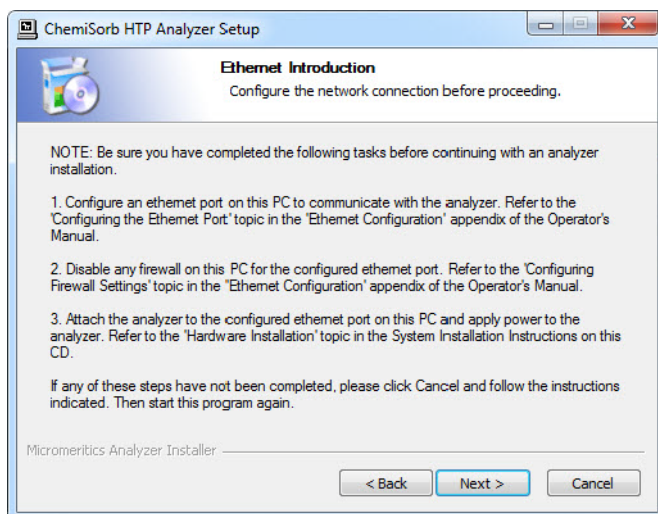 ChemiSorb HTP Analyzer Setup
Ethernet Introduction
Configure the network connection before proceeding.
NOTE: Be sure you have completed the following tasks before continuing with an analyzer
installation.
1. Configure an ethernet port on this PC to communicate with the analyzer. Refer to the
'Configuring the Ethernet Port' topic in the "Ethernet Configuration" appendix of the Operator's
Manual.
2. Disable any firewall on this PC for the configured ethernet port. Refer to the 'Configuring
Firewall Settings' topic in the "Ethernet Configuration" appendix of the Operator's Manual.
3. Attach the analyzer to the configured ethernet port on this PC and apply power to the
analyzer. Refer to the 'Hardware Installation' topic in the System Installation Instructions on this
CD.
If any of these steps have not been completed, please click Cancel and follow the instructions
indicated. Then start this program again.
Micromeritics Analyzer Installer
< Back
Next >
Cancel